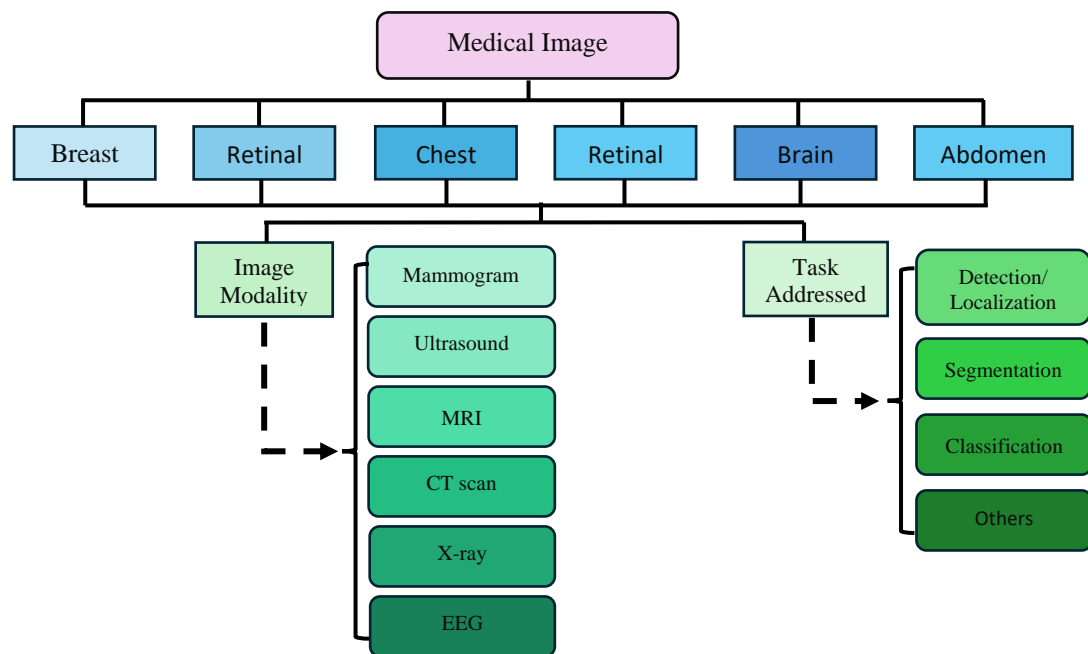 Medical Image
Breast
Retinal
Chest
Retinal
Brain
Abdomen
Image
Modality
Mammogram
Ultrasound
MRI
CT scan
X-ray
EEG
Task
Addressed
Detection/
Localization
Segmentation
Classification
Others